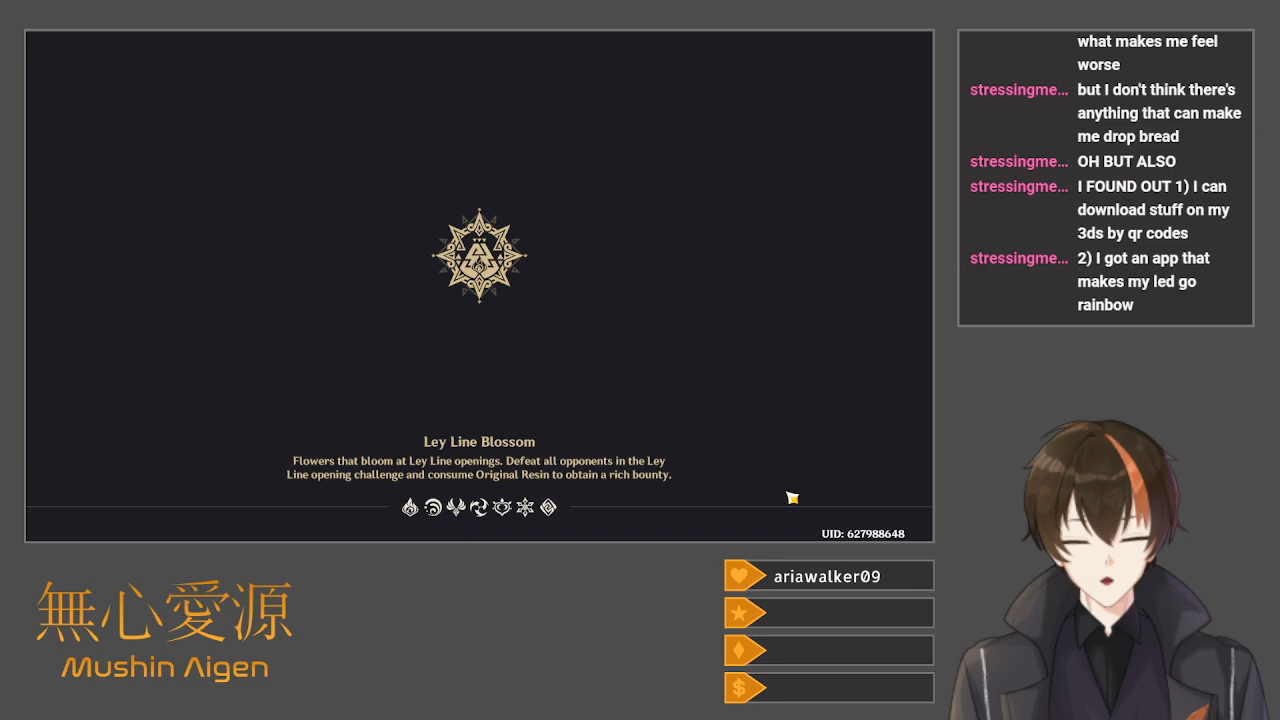 what makes me feel
worse
stressingme... but I don't think there's
anything that can make
me drop bread
stressingme... OH BUT ALSO
stressingme... I FOUND OUT 1) I can
download stuff on my
3ds by qr codes
stressingme... 2) I got an app that
makes my led go
rainbow
Ley Line Blossom
Flowers that bloom at Ley Line openings. Defeat all opponents in the Ley
Line opening challenge and consume Original Resin to obtain a rich bounty.
UID: 627988648
ariawalker09
無心愛源
Mushin Aigen